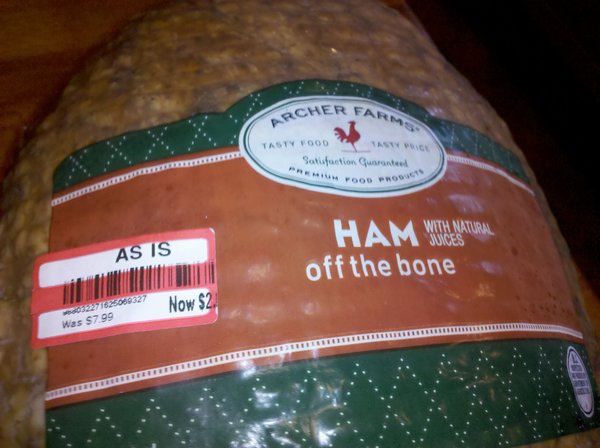 ARCHER FARMS®
TASTY FOOD TASTY PRICE
Satisfaction Guaranteed
PREMIUM FOOD PRODUCTS
HAM WITH NATURAL JUICES
off the bone
AS IS
Now $2.
Was $7.99